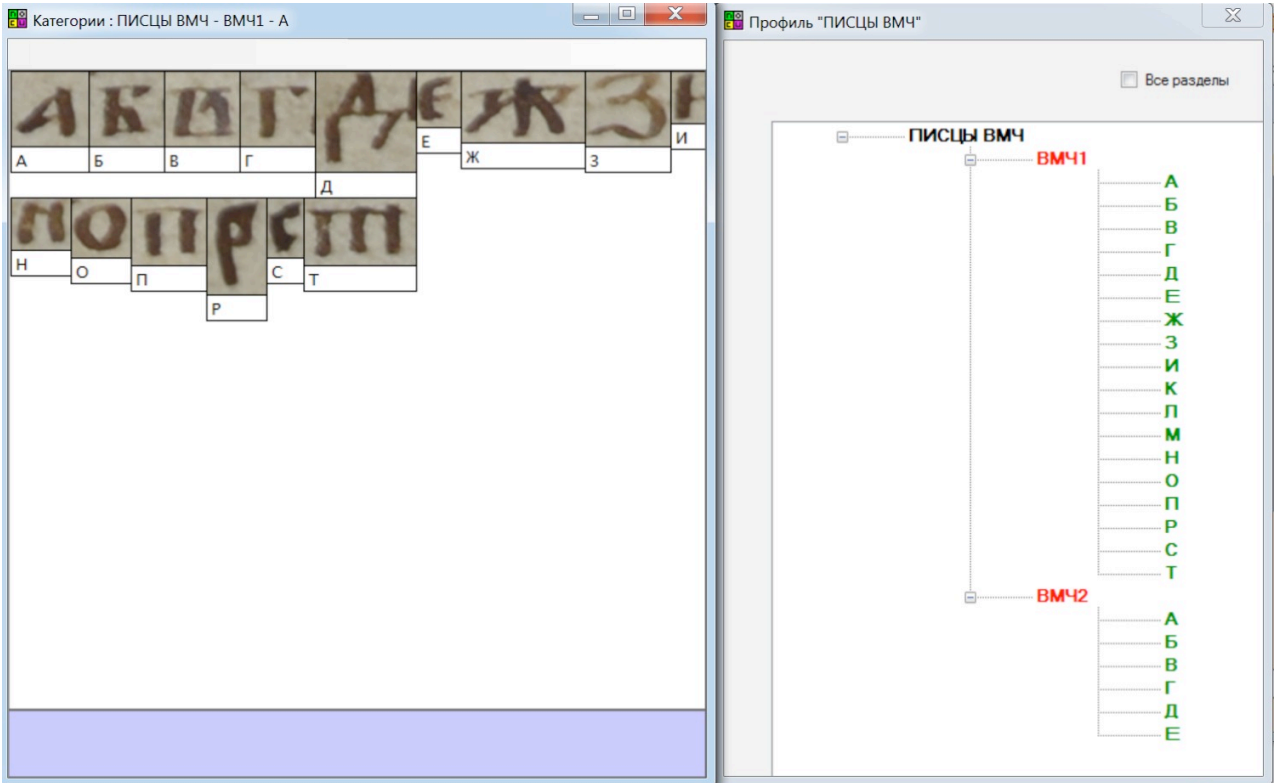 Категории : ПИСЦЫ ВМЧ - ВМЧ1 - А
А Б В Г Д Е Ж З И
А Б В Г Д Е Ж З И
Н О П Р С Т
Н О П Р С Т
Профиль "ПИСЦЫ ВМЧ"
Все разделы
ПИСЦЫ ВМЧ
ВМЧ1
А
Б
В
Г
Д
Е
Ж
З
И
К
Л
М
Н
О
П
Р
С
Т
ВМЧ2
А
Б
В
Г
Д
Е